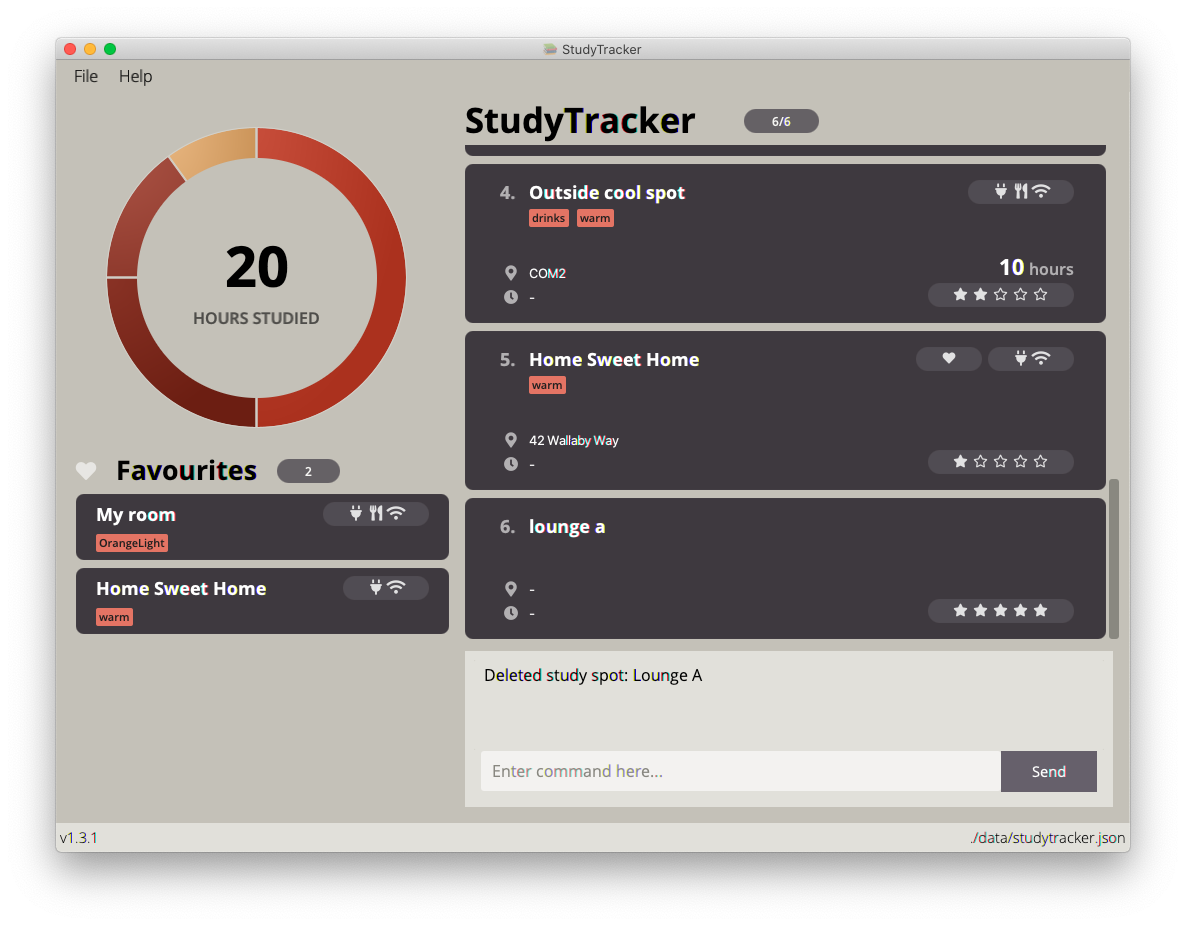 StudyTracker
File Help
20
HOURS STUDIED
Favourites 2
My room
OrangeLight
Home Sweet Home
warm
StudyTracker 6/6
4. Outside cool spot
drinks warm
COM2
10 hours
-
5. Home Sweet Home
warm
42 Wallaby Way
-
6. lounge a
-
-
Deleted study spot: Lounge A
Enter command here...
Send
v1.3.1
./data/studytracker.json